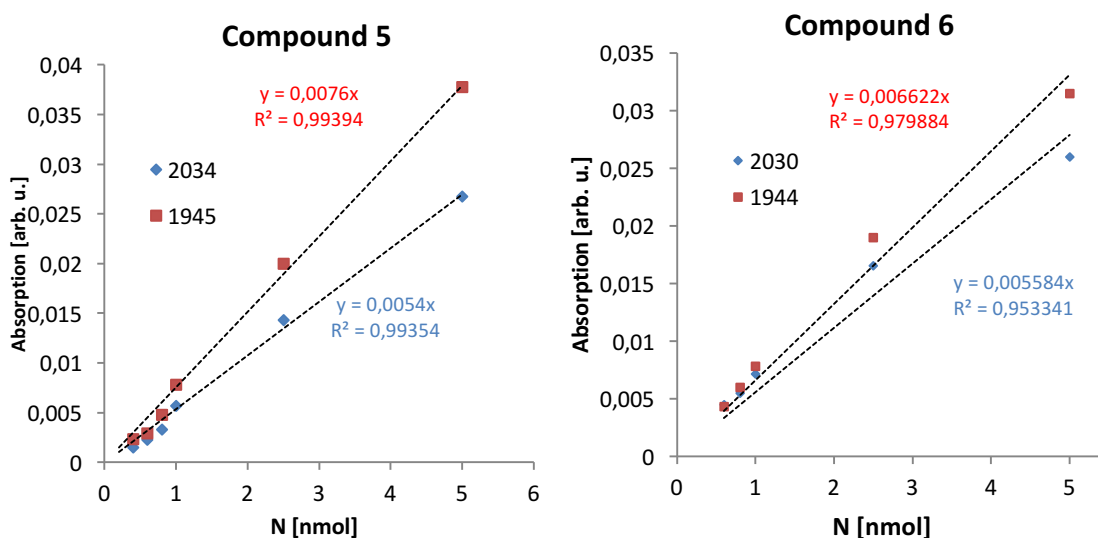 Compound 5
0,04
0,035
0,03
0,025
0,02
0,015
0,01
0,005
0
Absorption [arb. u.]
y = 0,0076x
R² = 0,99394
2034
1945
y = 0,0054x
R² = 0,99354
0 1 2 3 4 5 6
N [nmol]
Compound 6
0,035
0,03
0,025
0,02
0,015
0,01
0,005
0
Absorption [arb. u.]
y = 0,006622x
R² = 0,979884
2030
1944
y = 0,005584x
R² = 0,953341
0 1 2 3 4 5
N [nmol]